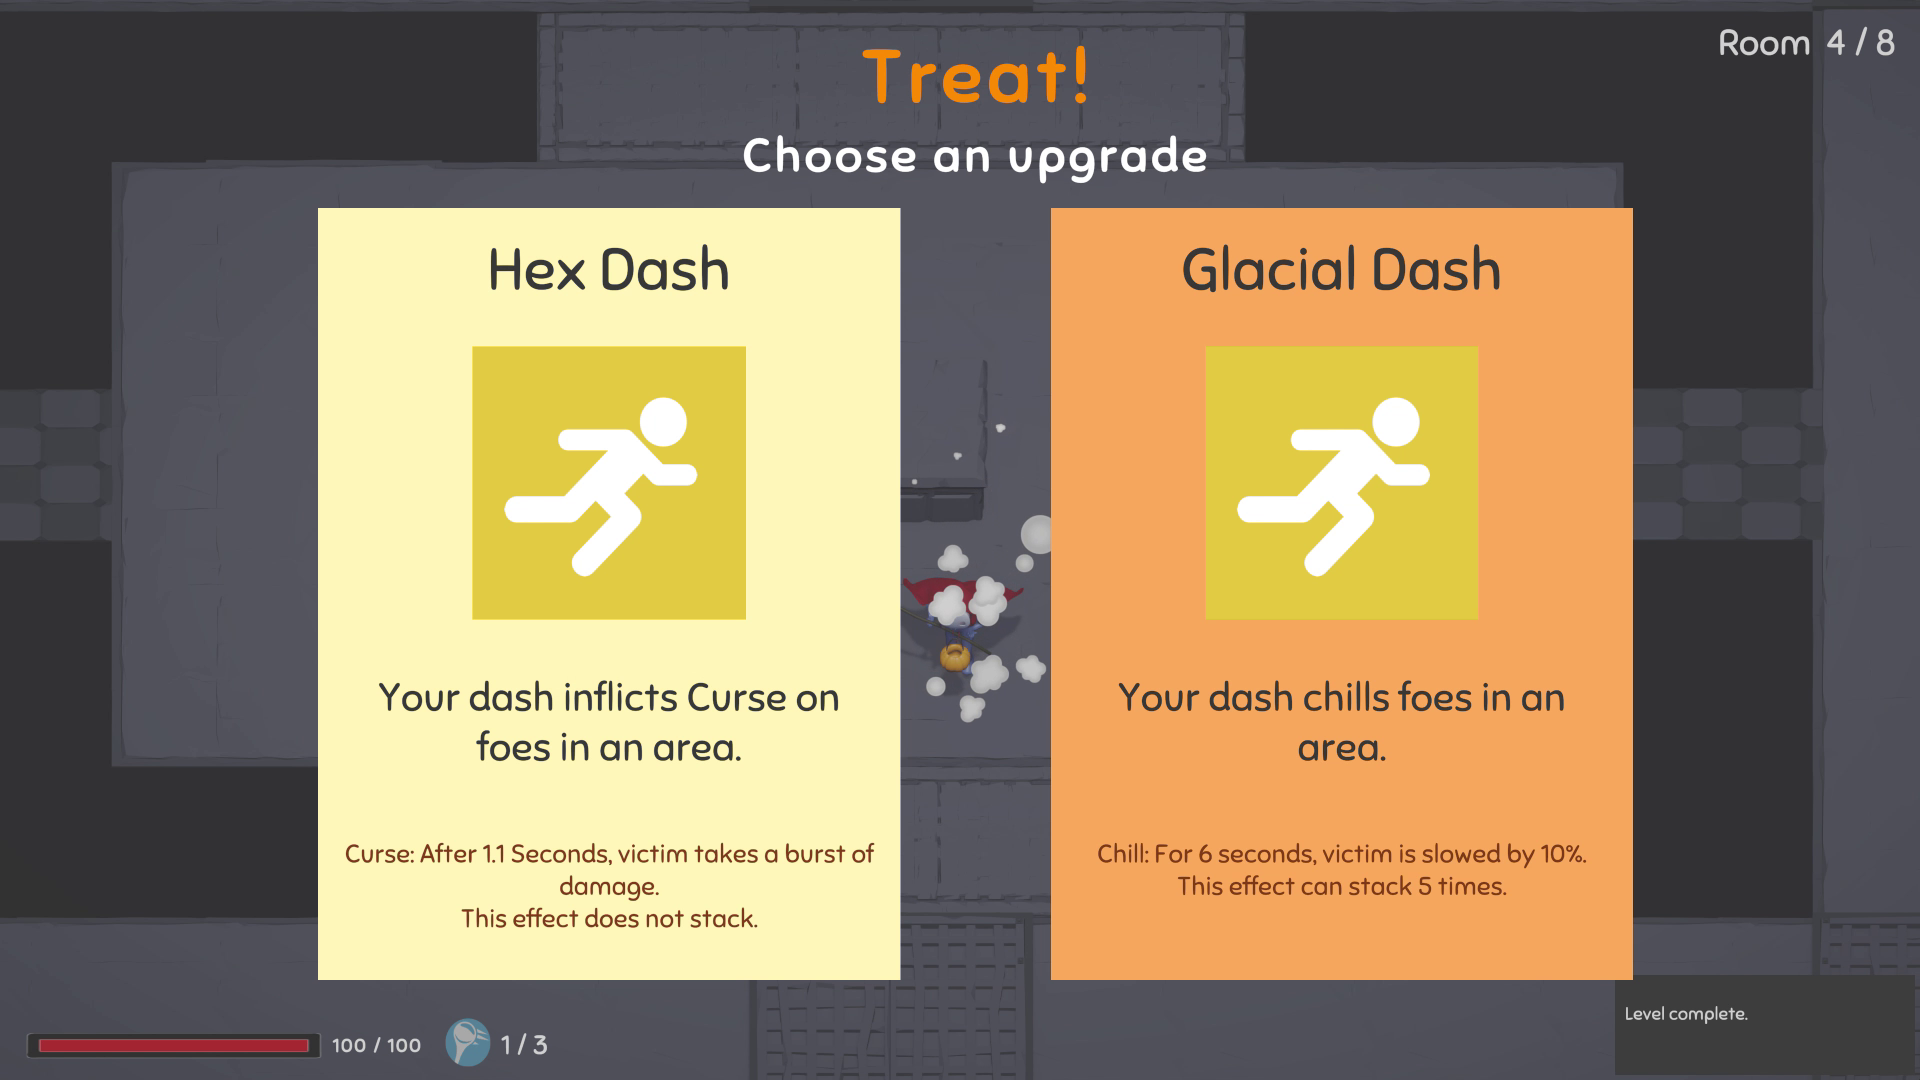 Room 4 / 8
Treat!
Choose an upgrade
Hex Dash
Your dash inflicts Curse on
foes in an area.
Curse: After 1.1 Seconds, victim takes a burst of
damage.
This effect does not stack.
Glacial Dash
Your dash chills foes in an
area.
Chill: For 6 seconds, victim is slowed by 10%.
This effect can stack 5 times.
100 / 100
1 / 3
Level complete.